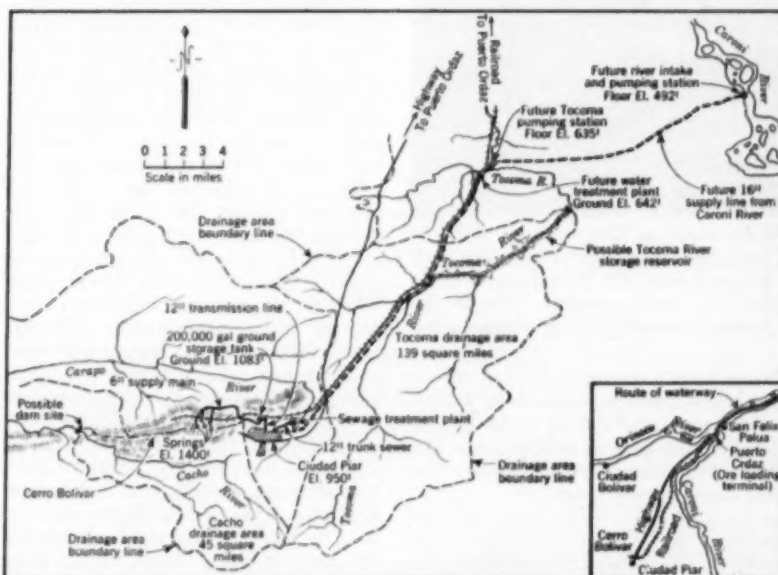 N
0 2 4
Scale in miles
Highway
To Puerto Ordaz
Railroad
To Puerto Ordaz
Caroni
River
Future river intake
and pumping station
Floor El. 492±
Future Tocoma
pumping station
Floor El. 635±
Tocoma R.
Future water
treatment plant
Ground El. 642±
Future 16"
supply line from
Caroni River
Drainage area
boundary line
Tocoma
River
Possible Tocoma River
storage reservoir
12" transmission line
200,000 gal ground
storage tank
Ground El. 1083±
River
Tocoma drainage area
139 square miles
Carapo
River
6" supply main
Possible
dam site
Sewage treatment plant
Springs
El. 1400±
12" trunk sewer
Ciudad Piar
El. 950±
Cerro Bolivar
Cacho
River
Tocoma
Drainage area
boundary line
Cacho
drainage area
45 square
miles
Drainage area
boundary line
Route of waterway
Orinoco
River
San Felix
Palua
Puerto
Ordaz
(Ore loading
terminal)
Ciudad
Bolivar
Highway
Railroad
Caroni
River
Cerro
Bolivar
Ciudad Piar